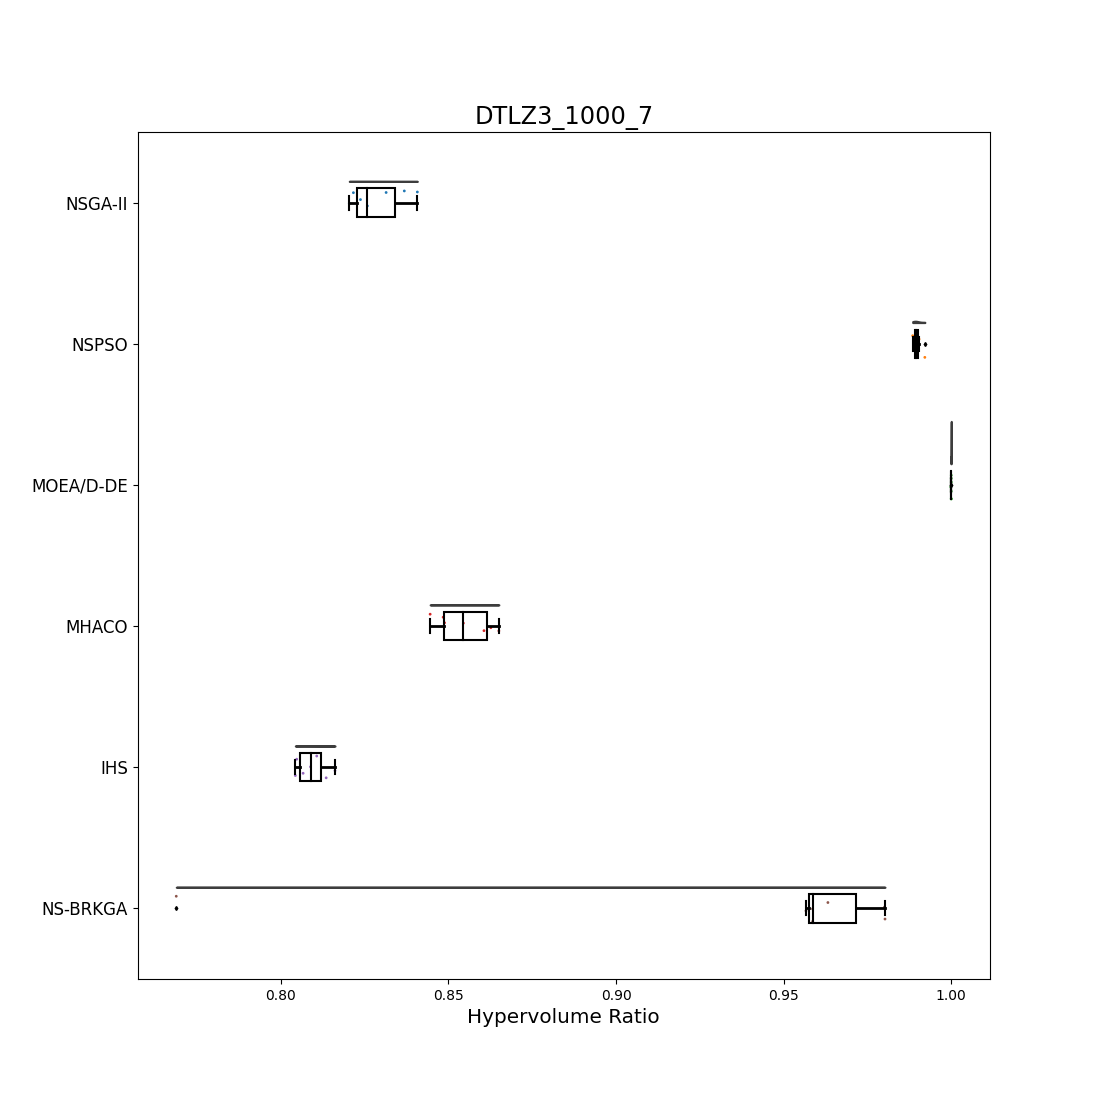 DTLZ3_1000_7
NSGA-II
NSPSO
MOEA/D-DE
MHACO
IHS
NS-BRKGA
0.80 0.85 0.90 0.95 1.00
Hypervolume Ratio